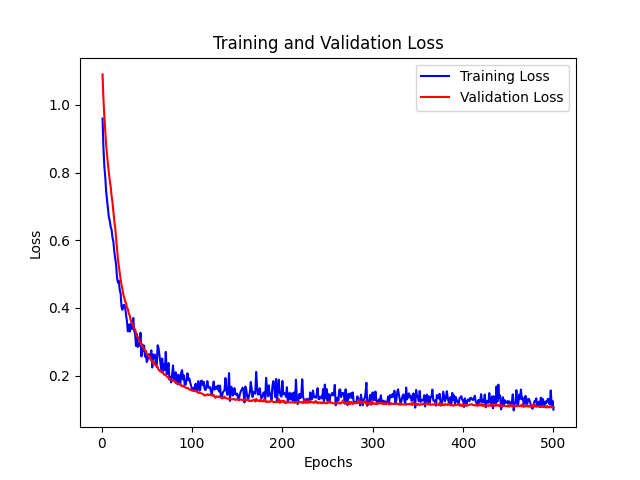 Training and Validation Loss
Training Loss
Validation Loss
1.0
0.8
0.6
0.4
0.2
Loss
0 100 200 300 400 500
Epochs